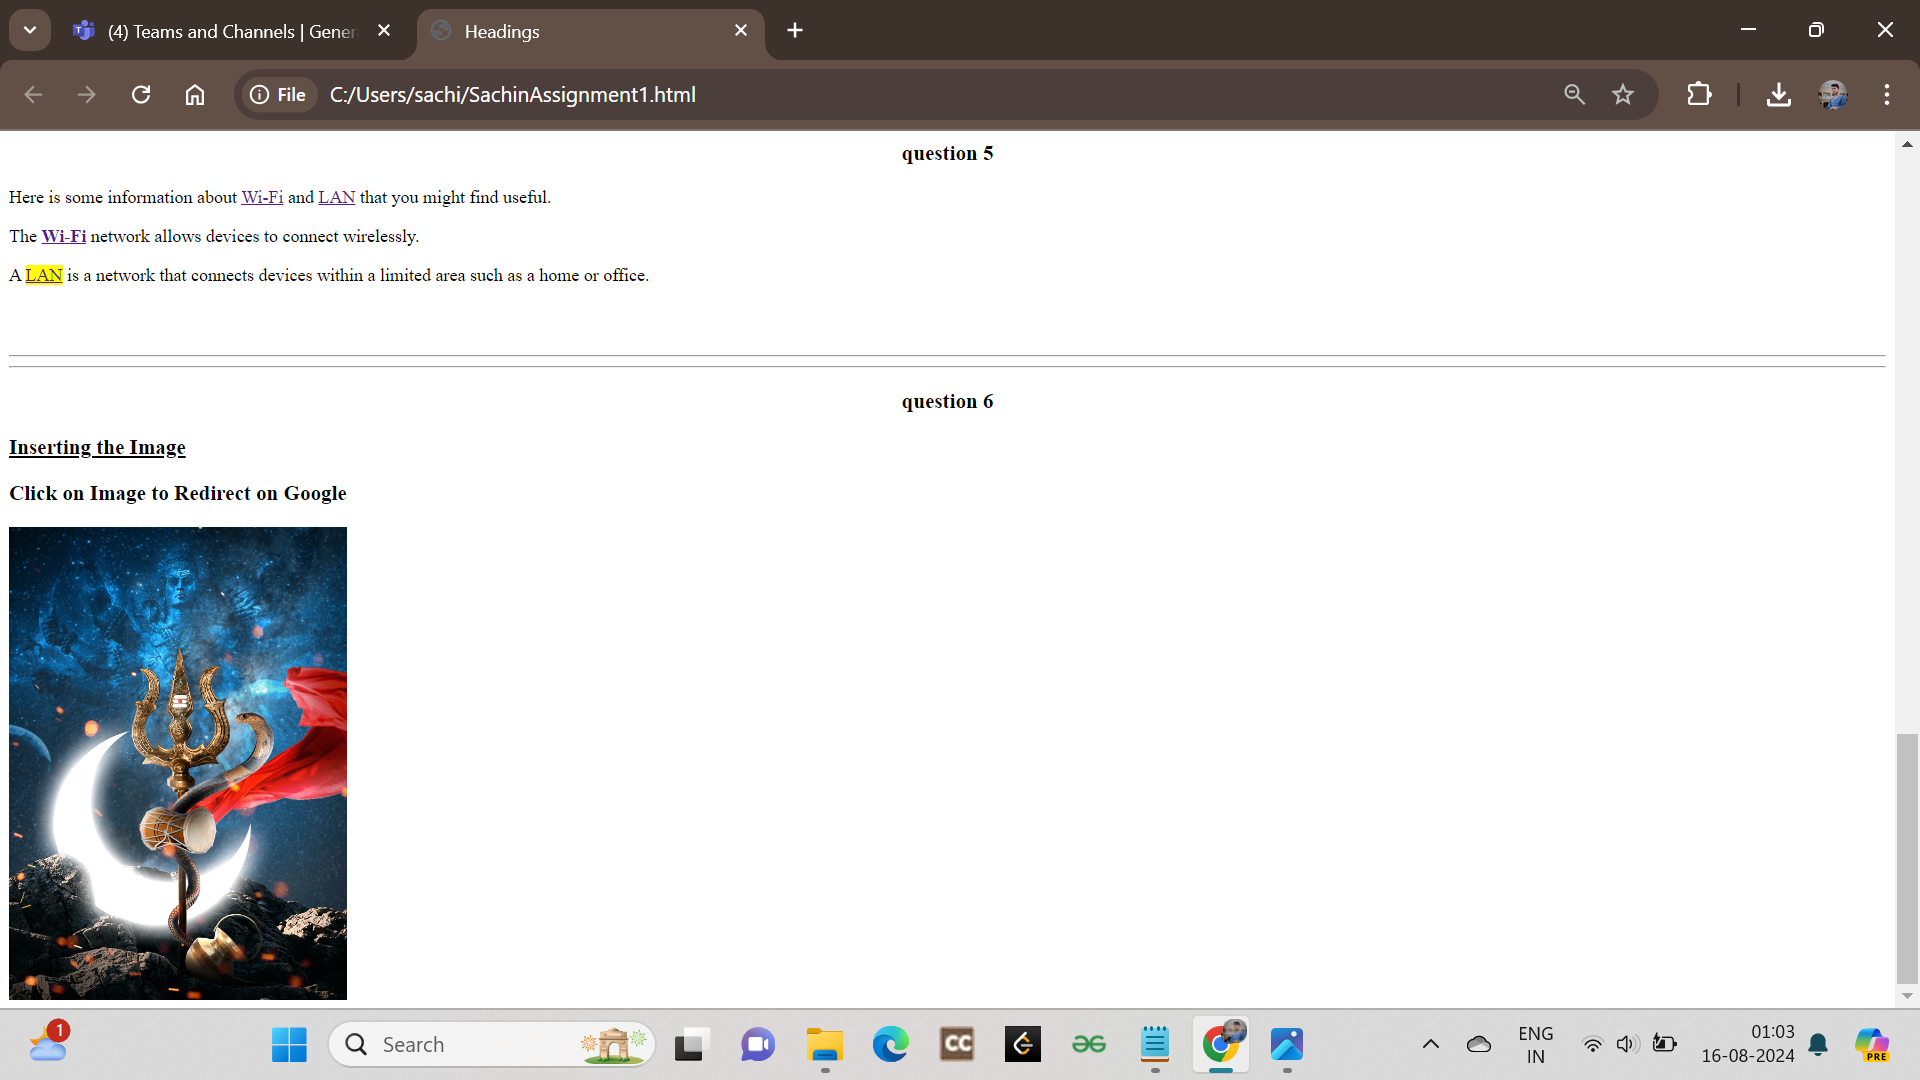 (4) Teams and Channels | Gener
Headings
File
C:/Users/sachi/SachinAssignment1.html
question 5
Here is some information about Wi-Fi and LAN that you might find useful.
The Wi-Fi network allows devices to connect wirelessly.
A LAN is a network that connects devices within a limited area such as a home or office.
question 6
Inserting the Image
Click on Image to Redirect on Google
1
Search
CC
ENG
IN
01:03
16-08-2024
PRE